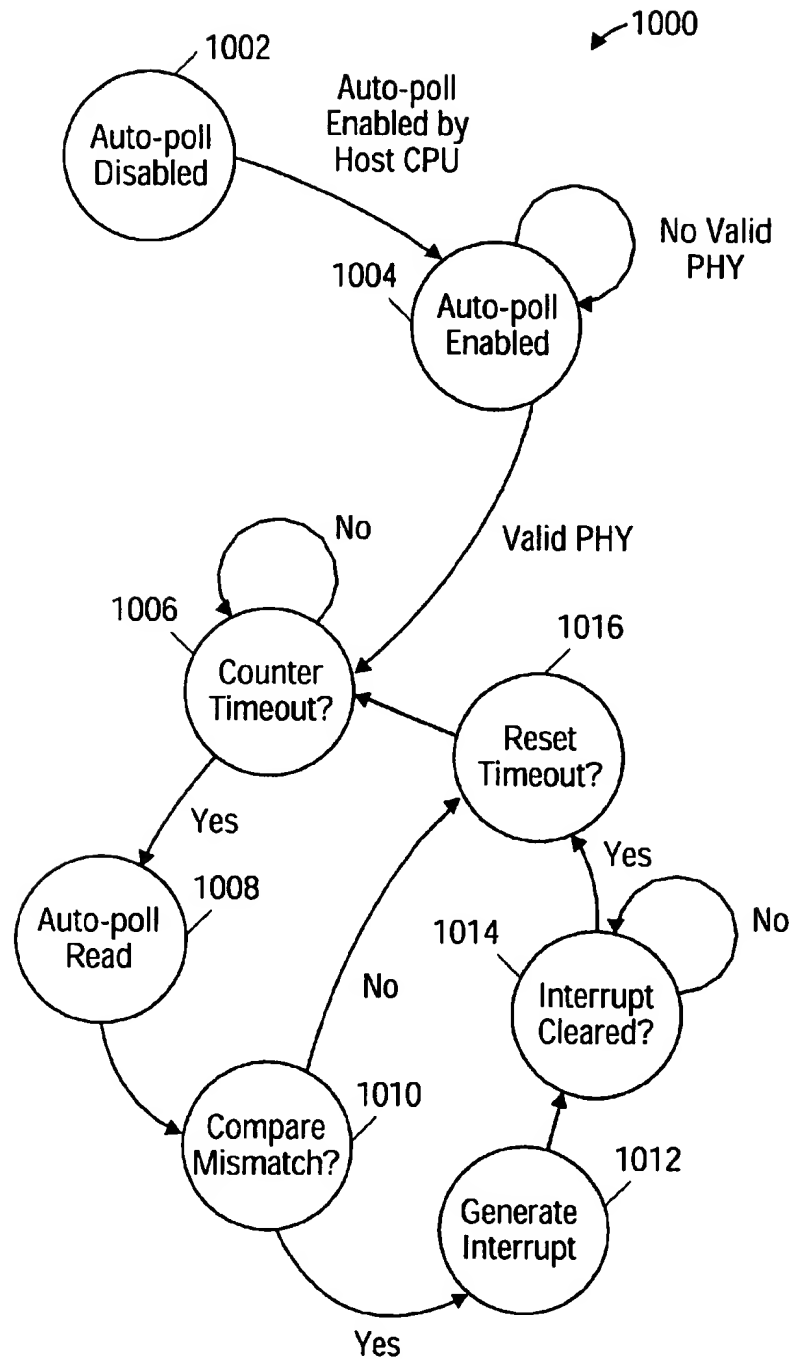 1000
1002
Auto-poll
Disabled
Auto-poll
Enabled by
Host CPU
No Valid
PHY
1004
Auto-poll
Enabled
Valid PHY
No
1006
Counter
Timeout?
1016
Reset
Timeout?
Yes
Yes
1008
Auto-poll
Read
No
1014
No
Interrupt
Cleared?
1010
Compare
Mismatch?
1012
Generate
Interrupt
Yes